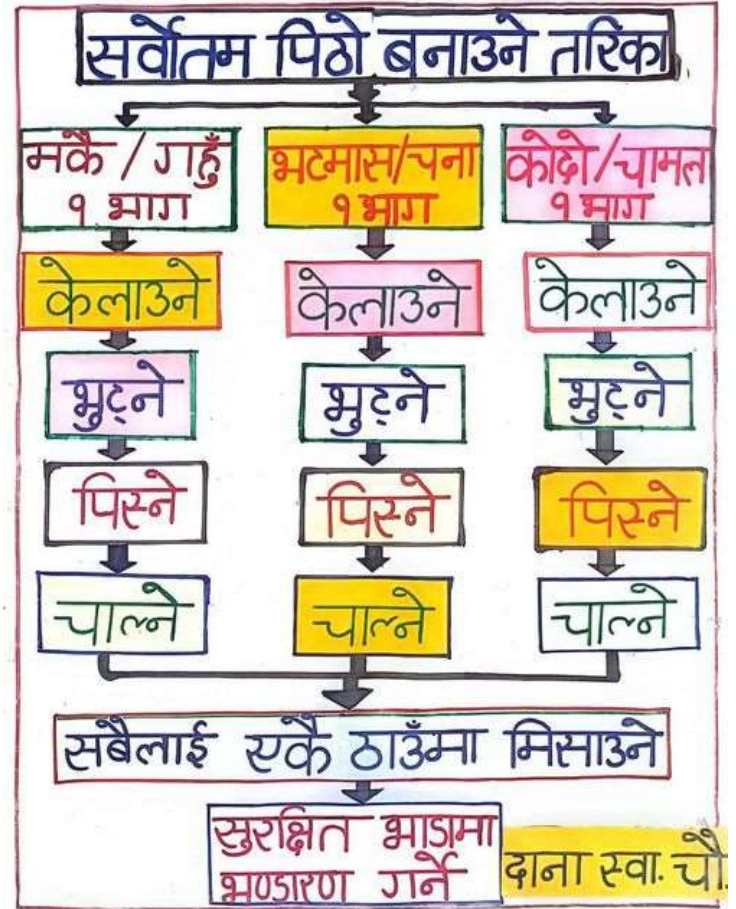 सर्वोतम पिठो बनाउने तरिका
मकै / गहुँ
१ भाग
भटमास/चना
१ भाग
कोदो/चामल
१ भाग
केलाउने
केलाउने
केलाउने
भुट्ने
भुट्ने
भुट्ने
पिस्ने
पिस्ने
पिस्ने
चाल्ने
चाल्ने
चाल्ने
सबैलाई एकै ठाउँमा मिसाउने
सुरक्षित भाडामा
भण्डारण गर्ने
दाना स्वा. चौ.